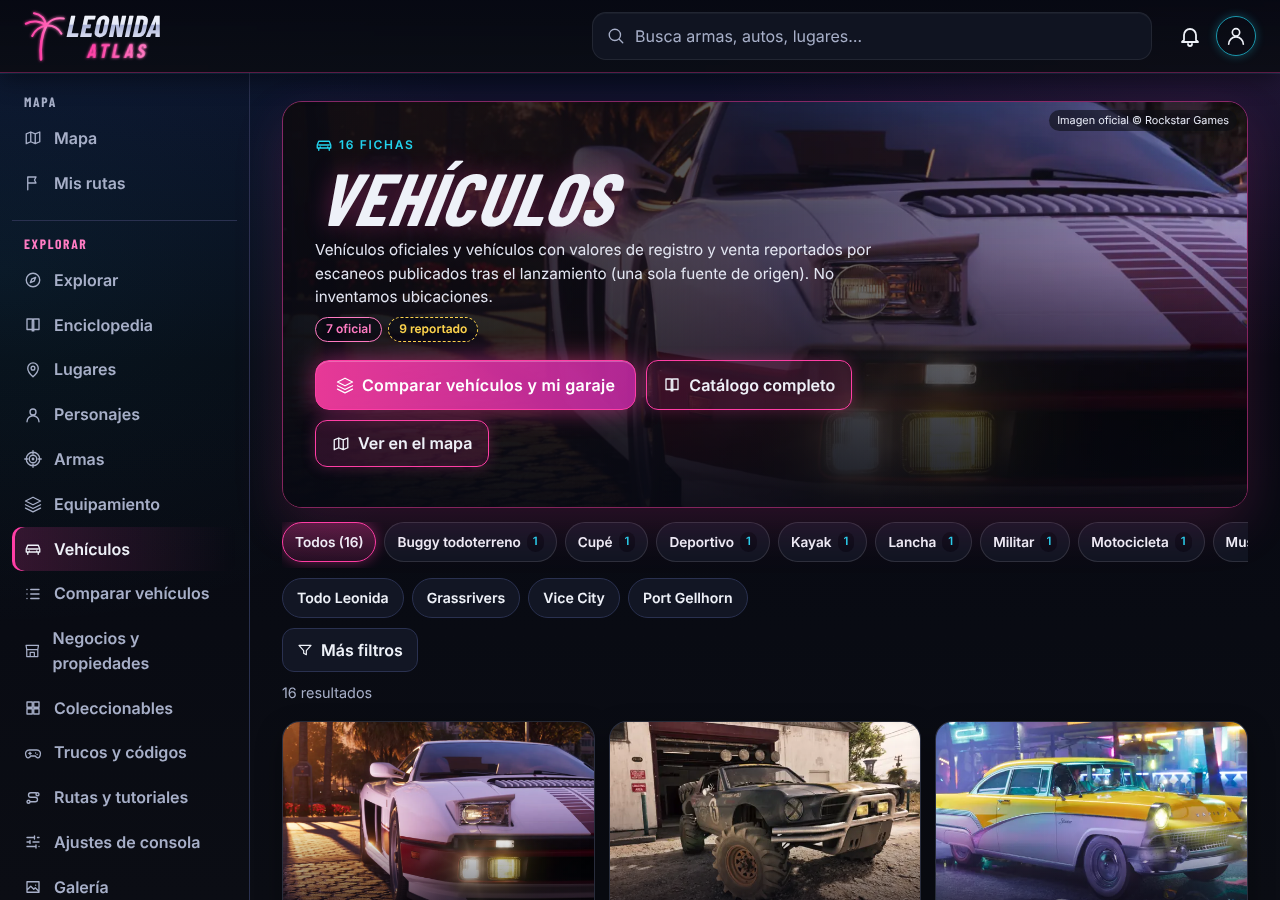 LEONIDA
ATLAS
Busca armas, autos, lugares...
MAPA
Mapa
Mis rutas
EXPLORAR
Explorar
Enciclopedia
Lugares
Personajes
Armas
Equipamiento
Vehículos
Comparar vehículos
Negocios y
propiedades
Coleccionables
Trucos y códigos
Rutas y tutoriales
Ajustes de consola
Galería
Imagen oficial © Rockstar Games
16 FICHAS
VEHÍCULOS
Vehículos oficiales y vehículos con valores de registro y venta reportados por
escaneos publicados tras el lanzamiento (una sola fuente de origen). No
inventamos ubicaciones.
7 oficial
9 reportado
Comparar vehículos y mi garaje
Catálogo completo
Ver en el mapa
Todos (16)
Buggy todoterreno 1
Cupé 1
Deportivo 1
Kayak 1
Lancha 1
Militar 1
Motocicleta 1
Todo Leonida
Grassrivers
Vice City
Port Gellhorn
Más filtros
16 resultados